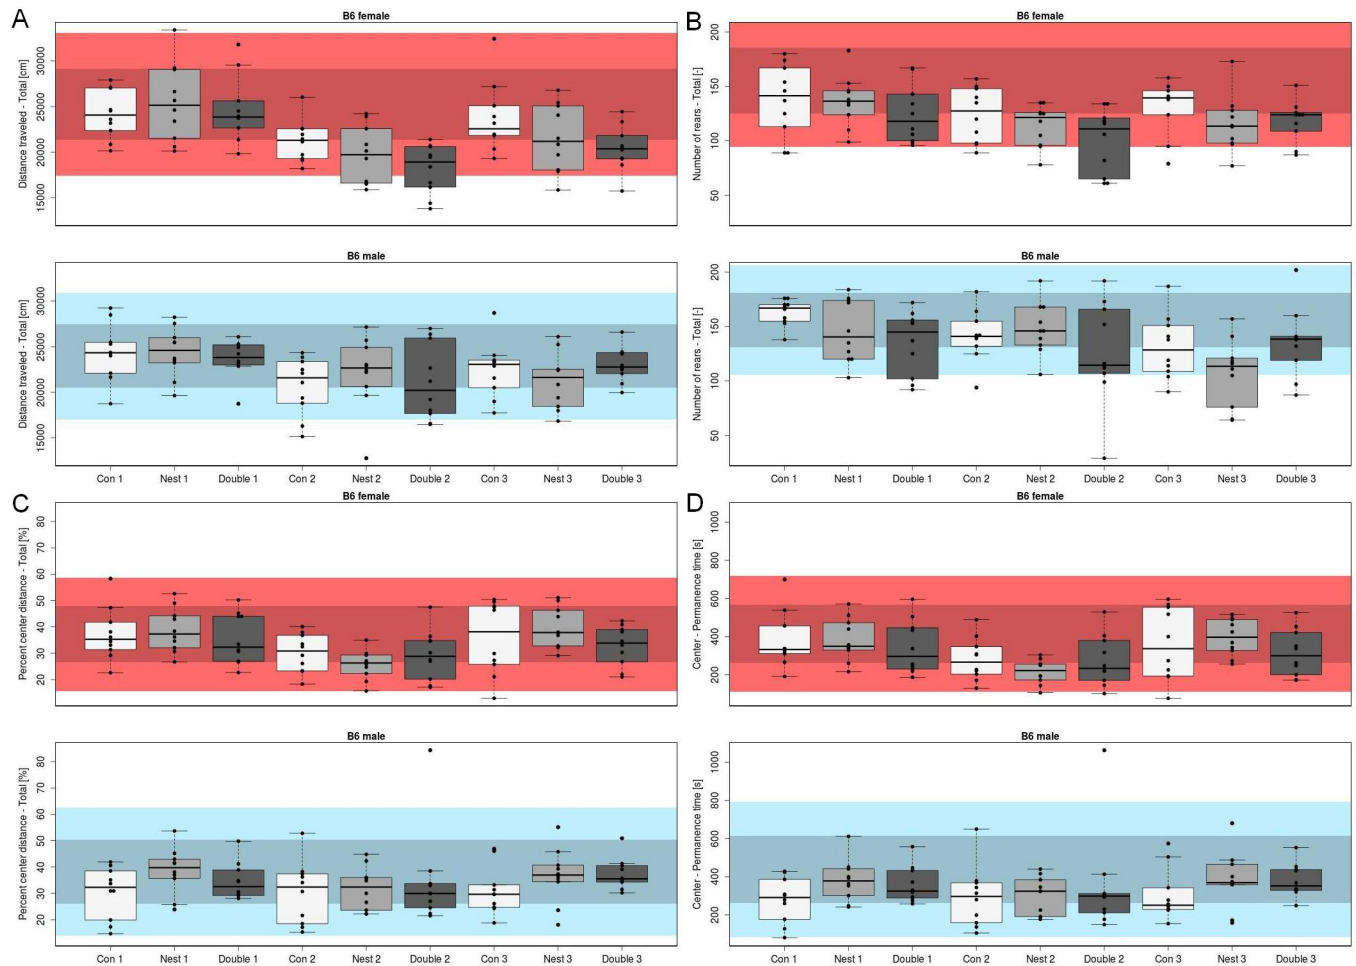 A
B6 female
Distance traveled - Total [cm]
15000 20000 25000 30000
B6 male
Distance traveled - Total [cm]
15000 20000 25000 30000
Con 1 Nest 1 Double 1 Con 2 Nest 2 Double 2 Con 3 Nest 3 Double 3
B
B6 female
Number of rears - Total [-]
50 100 150 200
B6 male
Number of rears - Total [-]
50 100 150 200
Con 1 Nest 1 Double 1 Con 2 Nest 2 Double 2 Con 3 Nest 3 Double 3
C
B6 female
Percent center distance - Total [%]
20 30 40 50 60 70 80
B6 male
Percent center distance - Total [%]
20 30 40 50 60 70 80
Con 1 Nest 1 Double 1 Con 2 Nest 2 Double 2 Con 3 Nest 3 Double 3
D
B6 female
Center - Permanence time [s]
200 400 600 800 1000
B6 male
Center - Permanence time [s]
200 400 600 800 1000
Con 1 Nest 1 Double 1 Con 2 Nest 2 Double 2 Con 3 Nest 3 Double 3